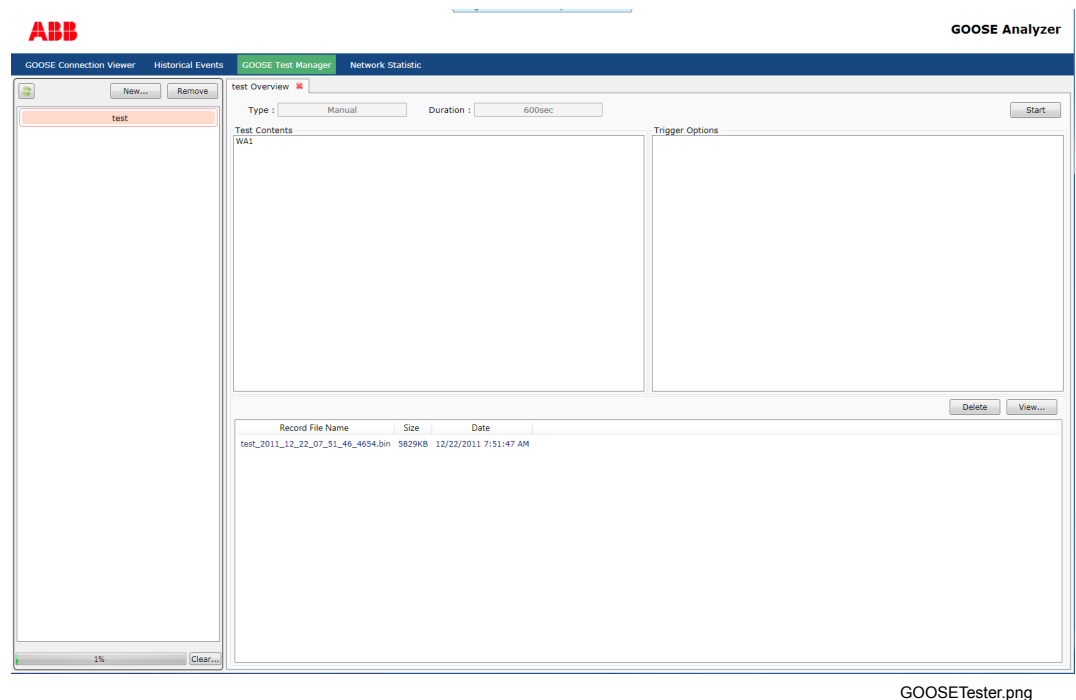 ABB
GOOSE Analyzer
GOOSE Connection Viewer Historical Events GOOSE Test Manager Network Statistic
New... Remove
test
1%
Clear...
test Overview
Type : Manual Duration : 600sec Start
Test Contents
WA1
Trigger Options
Delete View...
Record File Name Size Date
test_2011_12_22_07_51_46_4654.bin 5829KB 12/22/2011 7:51:47 AM
GOOSETester.png